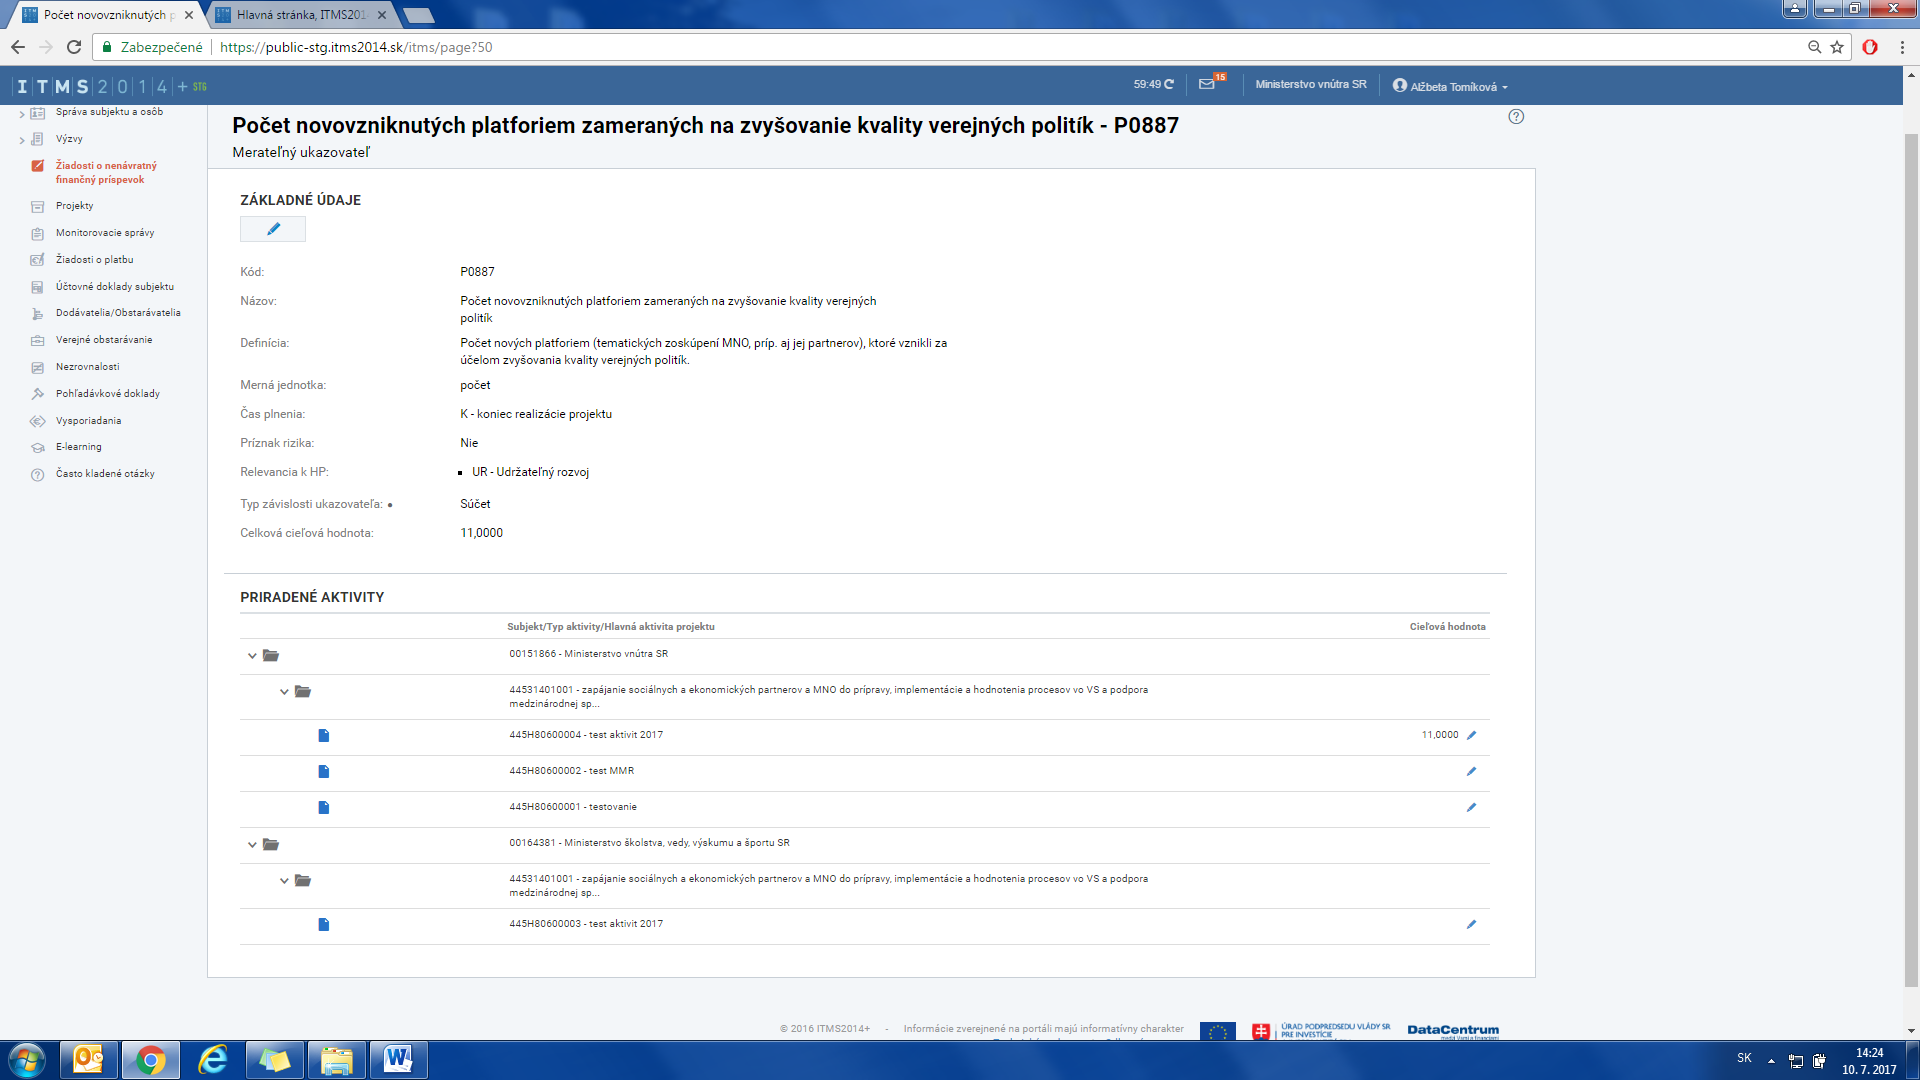 Počet novovzniknutých p
Hlavná stránka, ITMS201
Zabezpečené
https://public-stg.itms2014.sk/itms/page?50
ITMS2014+ STG
59:49
15
Ministerstvo vnútra SR
Alžbeta Tomíková
Správa subjektu a osôb
Výzvy
Žiadosti o nenávratný
finančný príspevok
Projekty
Monitorovacie správy
Žiadosti o platbu
Účtovné doklady subjektu
Dodávatelia/Obstarávatelia
Verejné obstarávanie
Nezrovnalosti
Pohľadávkové doklady
Vysporiadania
E-learning
Často kladené otázky
Počet novovzniknutých platforiem zameraných na zvyšovanie kvality verejných politík - P0887
Merateľný ukazovateľ
ZÁKLADNÉ ÚDAJE
Kód: P0887
Názov: Počet novovzniknutých platforiem zameraných na zvyšovanie kvality verejných
politík
Definícia: Počet nových platforiem (tematických zoskúpení MNO, príp. aj jej partnerov), ktoré vznikli za
účelom zvyšovania kvality verejných politík.
Merná jednotka: počet
Čas plnenia: K - koniec realizácie projektu
Príznak rizika: Nie
Relevancia k HP: UR - Udržateľný rozvoj
Typ závislosti ukazovateľa: Súčet
Celková cieľová hodnota: 11,0000
PRIRADENÉ AKTIVITY
Subjekt/Typ aktivity/Hlavná aktivita projektu Cieľová hodnota
00151866 - Ministerstvo vnútra SR
44531401001 - zapájanie sociálnych a ekonomických partnerov a MNO do prípravy, implementácie a hodnotenia procesov vo VS a podpora
medzinárodnej sp...
445H80600004 - test aktivit 2017 11,0000
445H80600002 - test MMR
445H80600001 - testovanie
00164381 - Ministerstvo školstva, vedy, výskumu a športu SR
44531401001 - zapájanie sociálnych a ekonomických partnerov a MNO do prípravy, implementácie a hodnotenia procesov vo VS a podpora
medzinárodnej sp...
445H80600003 - test aktivit 2017
© 2016 ITMS2014+ - Informácie zverejnené na portáli majú informatívny charakter
ÚRAD PODPREDSEDU VLÁDY SR
PRE INVESTÍCIE
DataCentrum
SK
14:24
10. 7. 2017